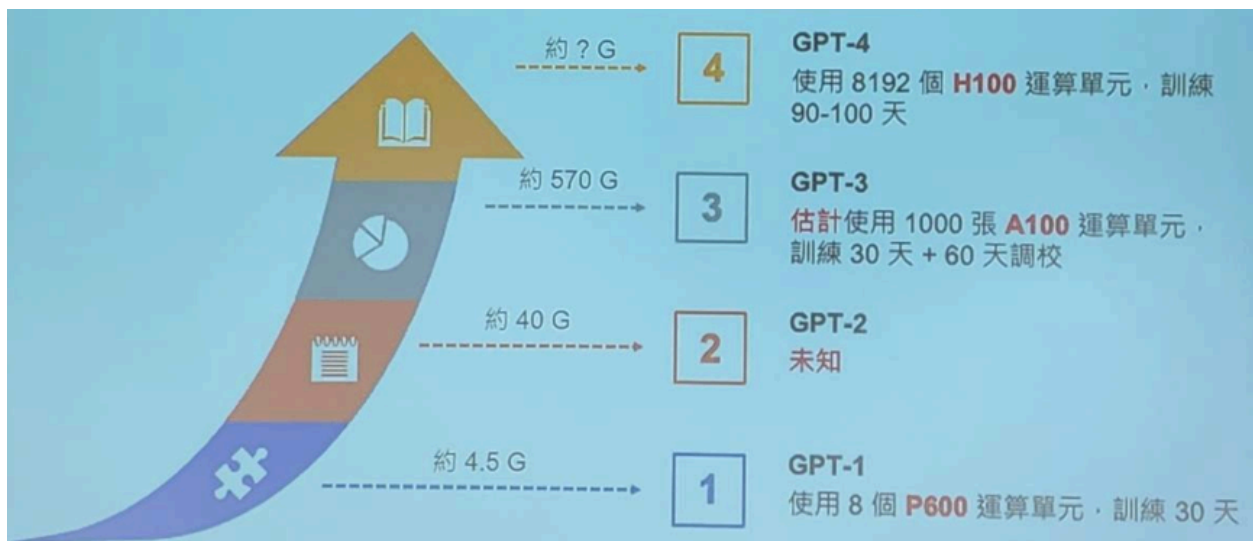 約 ? G
4
GPT-4
使用 8192 個 H100 運算單元，訓練
90-100 天
約 570 G
3
GPT-3
估計使用 1000 張 A100 運算單元，
訓練 30 天 + 60 天調校
約 40 G
2
GPT-2
未知
約 4.5 G
1
GPT-1
使用 8 個 P600 運算單元，訓練 30 天